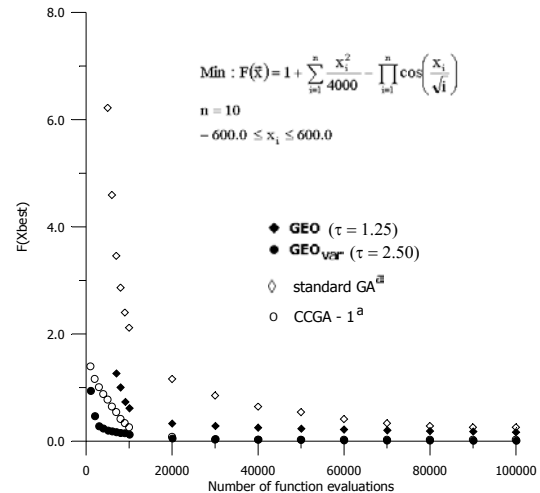 8.0
6.0
4.0
2.0
0.0
F(Xbest)
Min : F(x⃗) = 1 + ∑ᵢ₌₁ⁿ xᵢ²/4000 − ∏ᵢ₌₁ⁿ cos(xᵢ/√i)
n = 10
− 600.0 ≤ xᵢ ≤ 600.0
GEO (τ = 1.25)
GEOvar (τ = 2.50)
standard GAa
CCGA - 1a
0 20000 40000 60000 80000 100000
Number of function evaluations